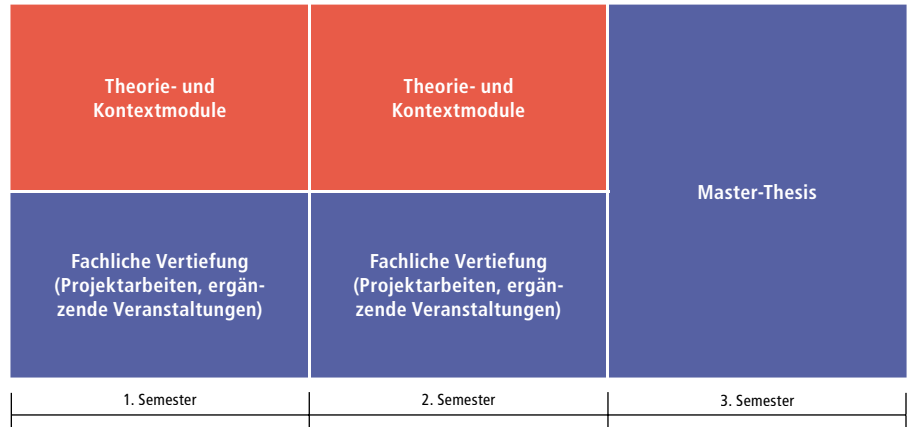 Theorie- und
Kontextmodule
Theorie- und
Kontextmodule
Master-Thesis
Fachliche Vertiefung
(Projektarbeiten, ergän-
zende Veranstaltungen)
Fachliche Vertiefung
(Projektarbeiten, ergän-
zende Veranstaltungen)
1. Semester
2. Semester
3. Semester